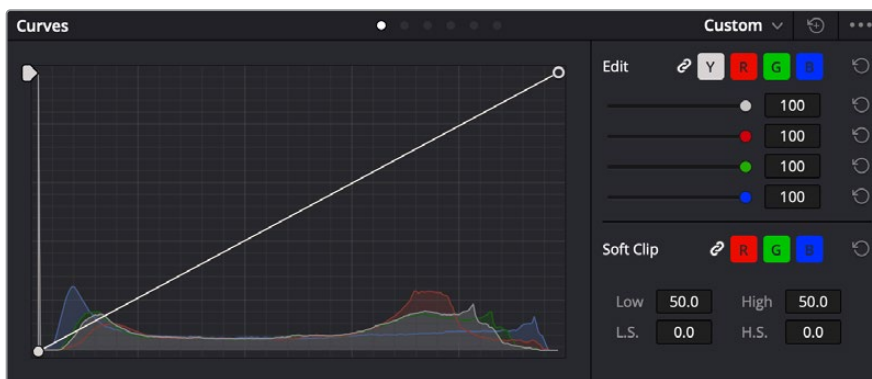 Curves
Custom
Edit
Y R G B
100
100
100
100
Soft Clip
R G B
Low 50.0 High 50.0
L.S. 0.0 H.S. 0.0